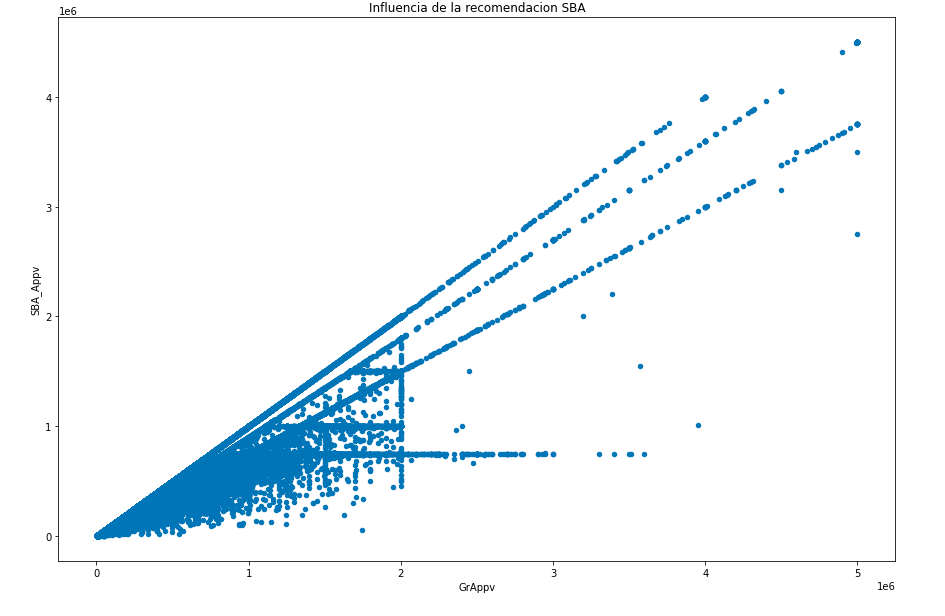 Influencia de la recomendacion SBA
1e6
4
3
2
1
0
SBA_Appv
0 1 2 3 4 5
1e6
GrAppv